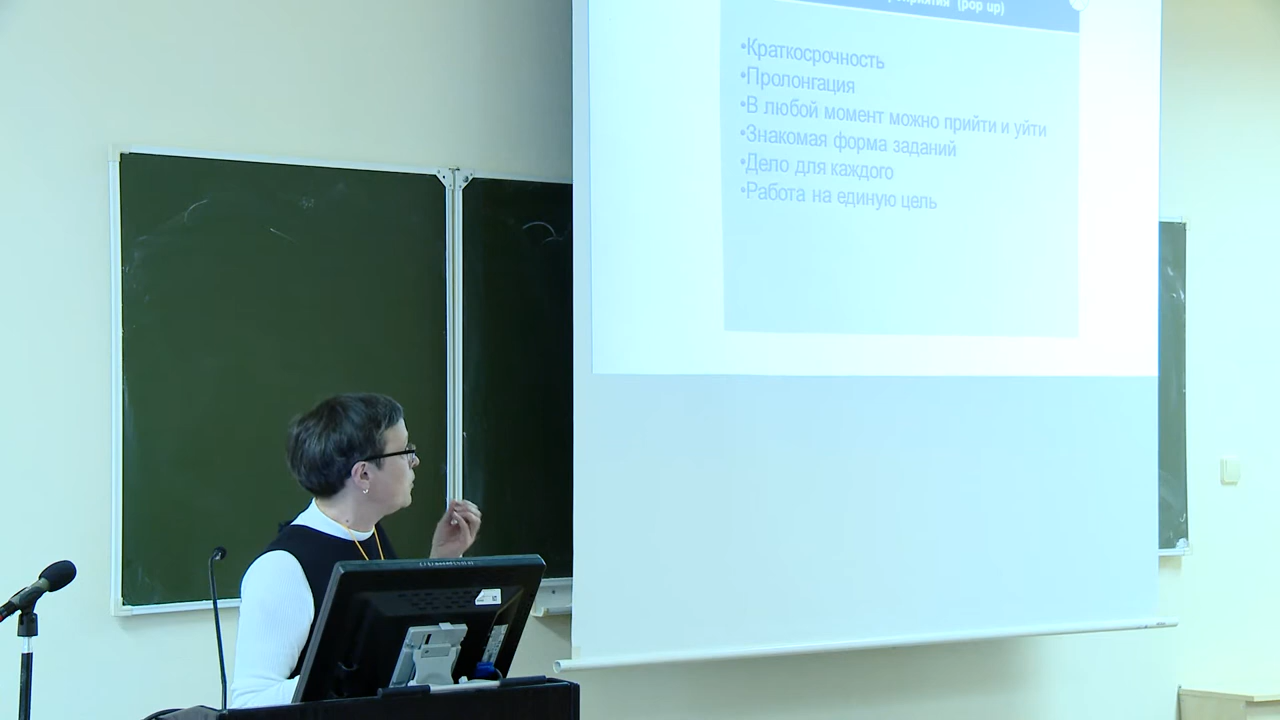 (pop up)
•Краткосрочность
•Пролонгация
•В любой момент можно прийти и уйти
•Знакомая форма заданий
•Дело для каждого
•Работа на единую цель